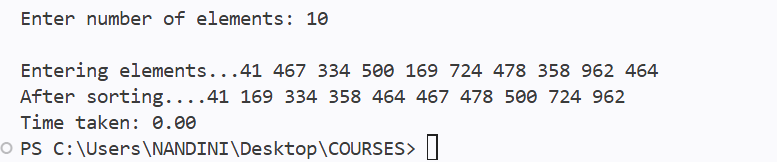 Enter number of elements: 10
Entering elements...41 467 334 500 169 724 478 358 962 464
After sorting....41 169 334 358 464 467 478 500 724 962
Time taken: 0.00
PS C:\Users\NANDINI\Desktop\COURSES>